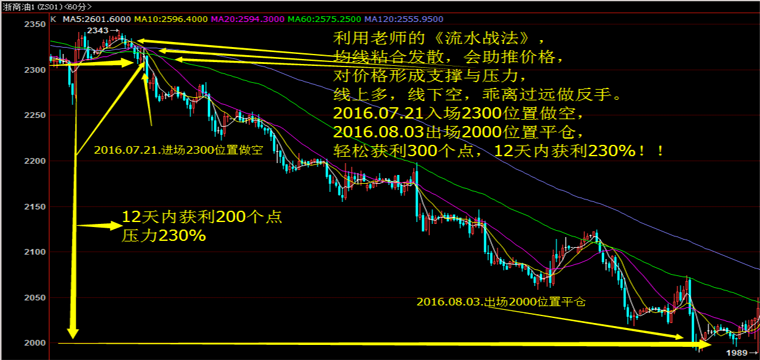 浙商:油1 (ZS01)<60分>
K MA5:2601.6000 MA10:2596.4000 MA20:2594.3000 MA60:2575.2500 MA120:2555.9500
2350
2343
2300
2250
2200
2150
2100
2050
2000
利用老师的《流水战法》,
均线粘合发散，会助推价格,
对价格形成支撑与压力,
线上多，线下空，乖离过远做反手。
2016.07.21入场2300位置做空,
2016.08.03出场2000位置平仓,
轻松获利300个点，12天内获利230%！！
2016.07.21.进场2300位置做空
12天内获利200个点
压力230%
2016.08.03.出场2000位置平仓
1989